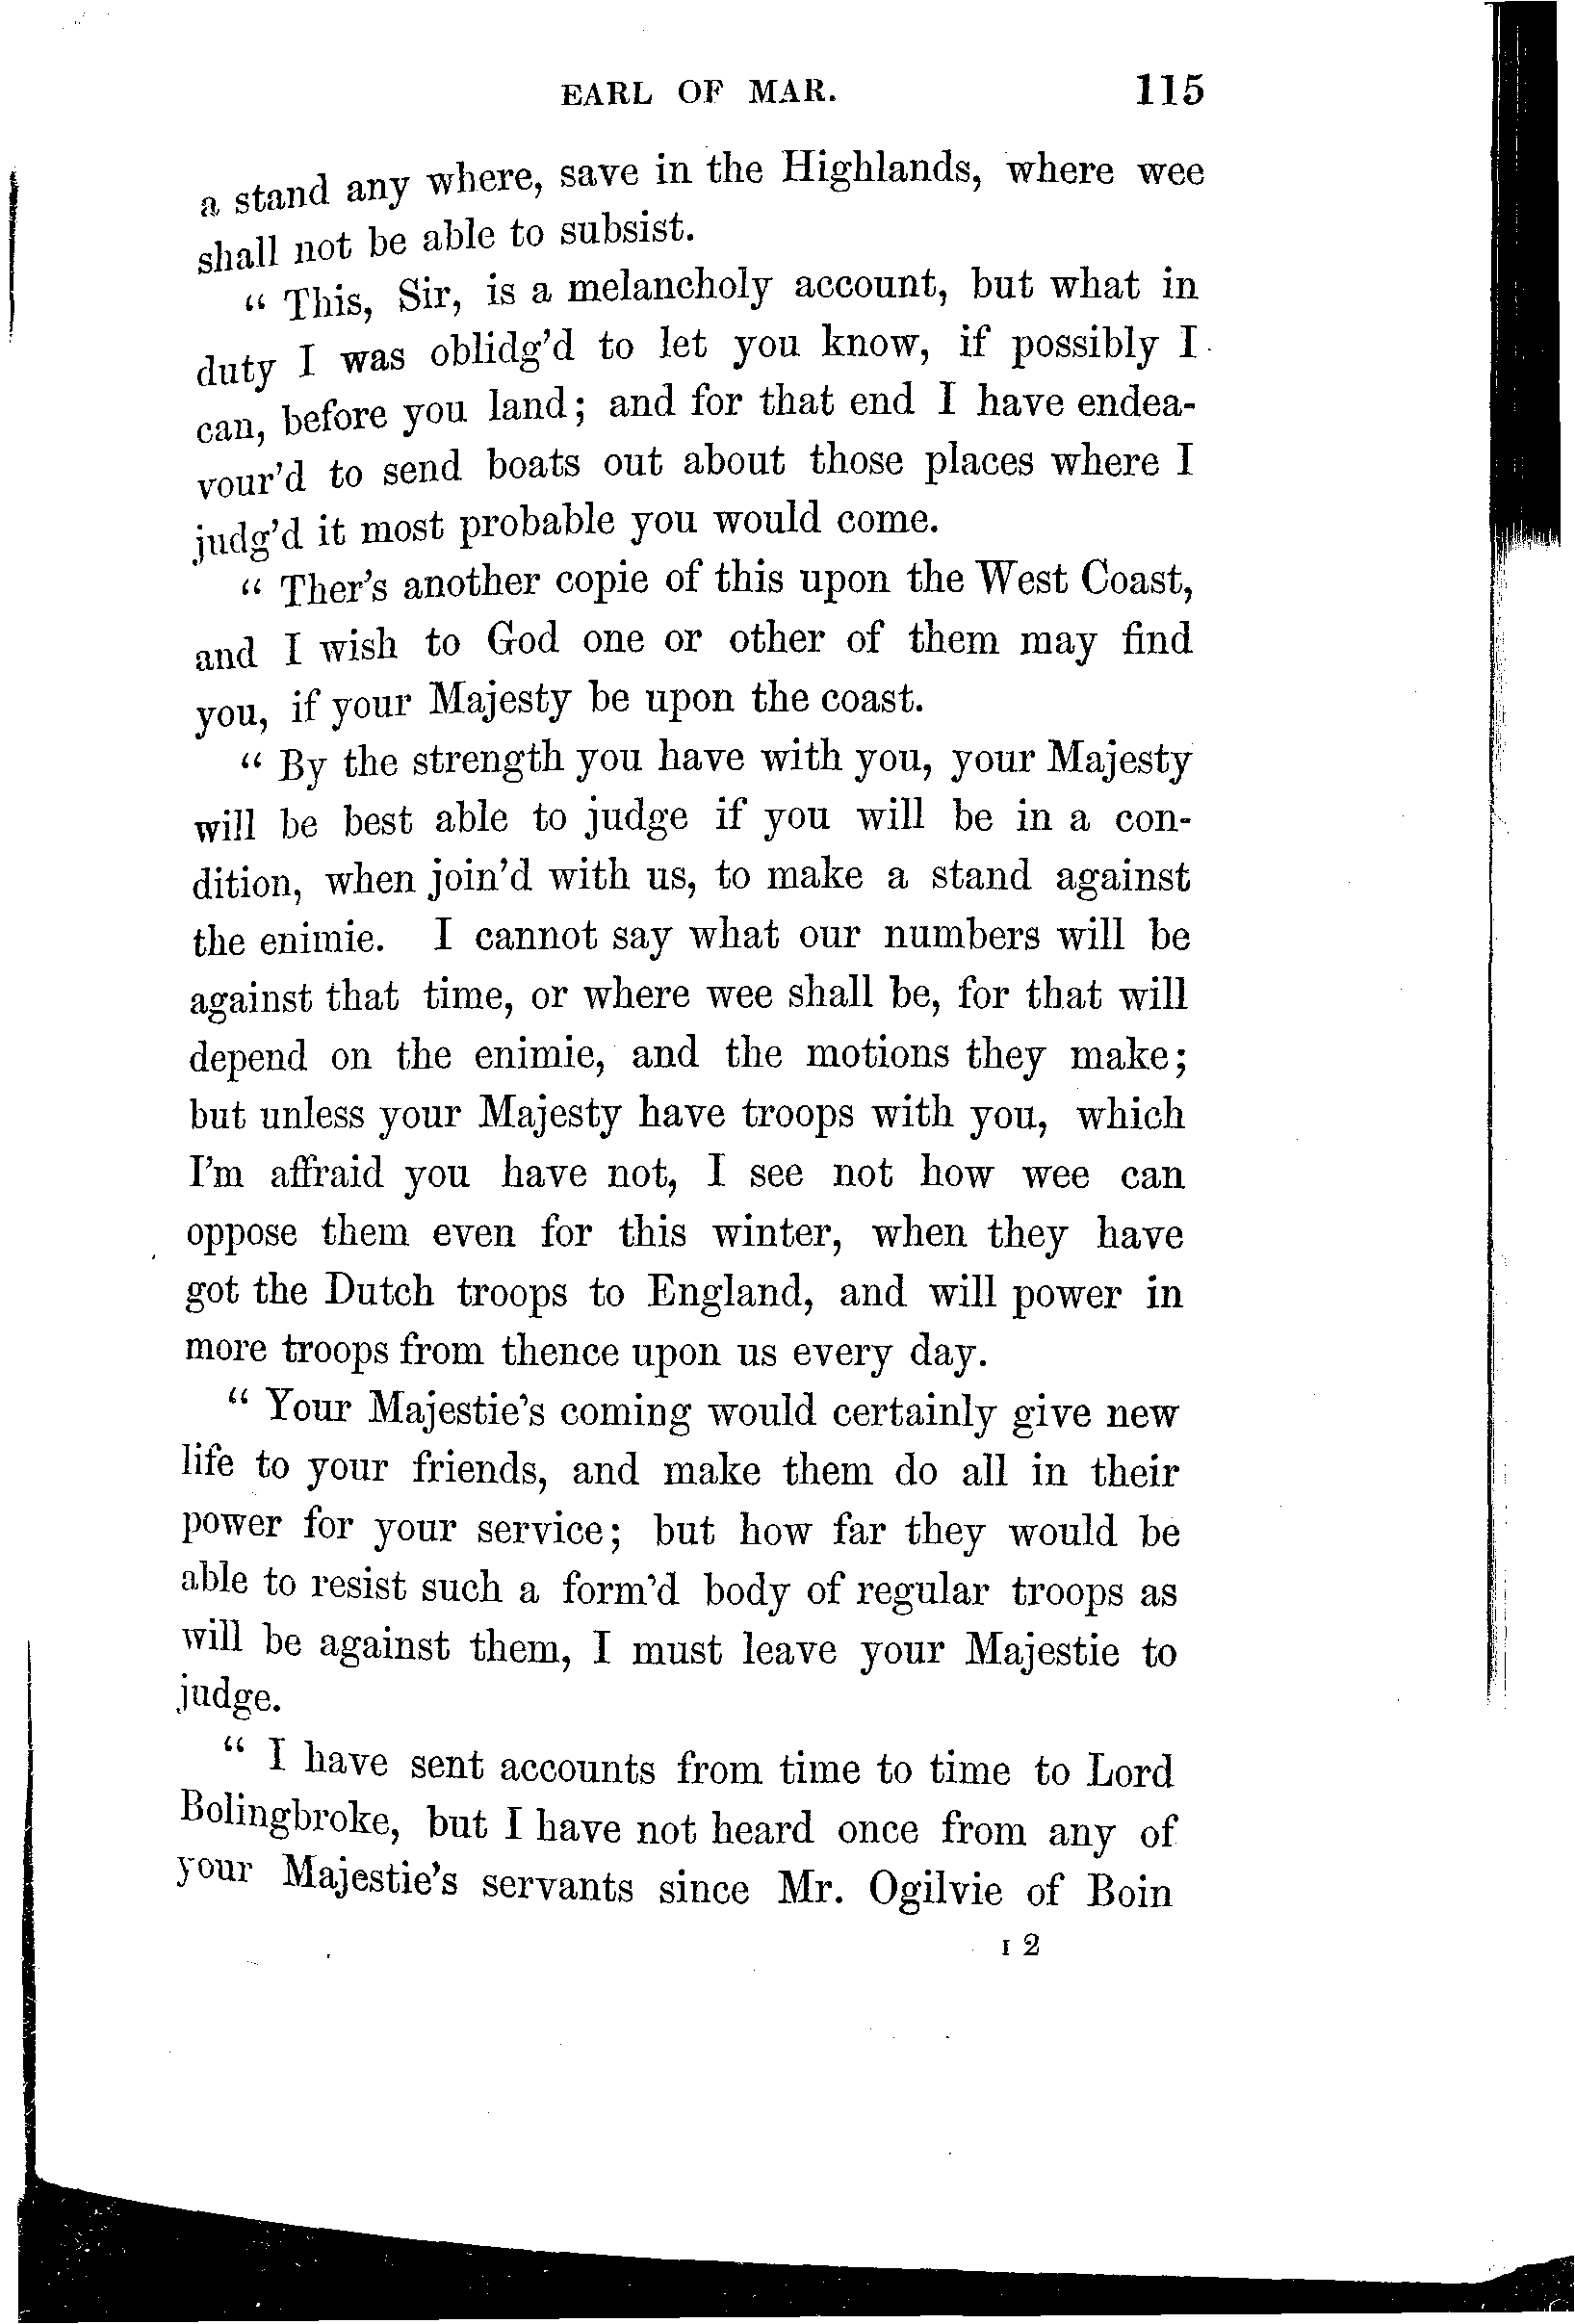 EARL OF MAR. 115
a stand any where, save in the Highlands, where wee
shall not be able to subsist.
“ This, Sir, is a melancholy account, but what in
duty I was oblidg’d to let you know, if possibly I
can, before you land; and for that end I have endea-
vour’d to send boats out about those places where I
judg’d it most probable you would come.
“ Ther’s another copie of this upon the West Coast,
and I wish to God one or other of them may find
you, if your Majesty be upon the coast.
“ By the strength you have with you, your Majesty
will be best able to judge if you will be in a con-
dition, when join’d with us, to make a stand against
the enimie. I cannot say what our numbers will be
against that time, or where wee shall be, for that will
depend on the enimie, and the motions they make;
but unless your Majesty have troops with you, which
I’m affraid you have not, I see not how wee can
oppose them even for this winter, when they have
got the Dutch troops to England, and will power in
more troops from thence upon us every day.
“ Your Majestie’s coming would certainly give new
life to your friends, and make them do all in their
power for your service; but how far they would be
able to resist such a form’d body of regular troops as
will be against them, I must leave your Majestie to
judge.
“ I have sent accounts from time to time to Lord
Bolingbroke, but I have not heard once from any of
your Majestie’s servants since Mr. Ogilvie of Boin
I 2